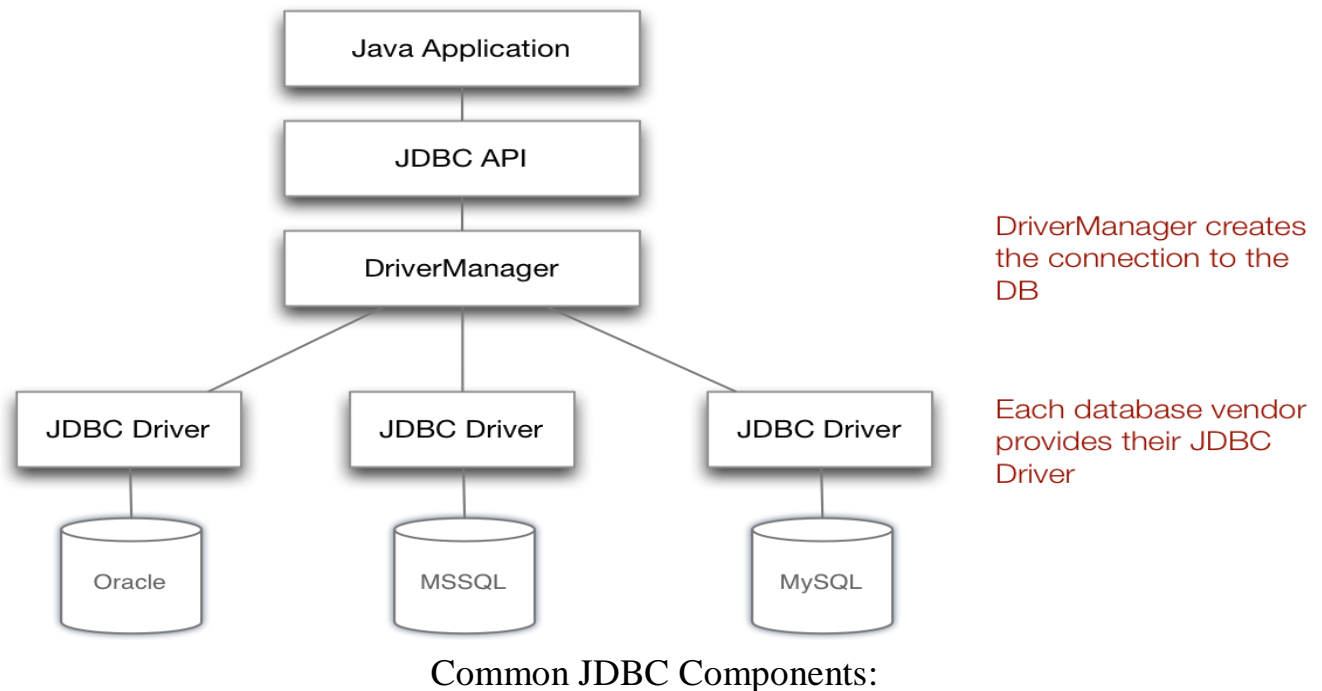 Java Application
JDBC API
DriverManager
DriverManager creates
the connection to the
DB
JDBC Driver
JDBC Driver
JDBC Driver
Each database vendor
provides their JDBC
Driver
Oracle
MSSQL
MySQL
Common JDBC Components: